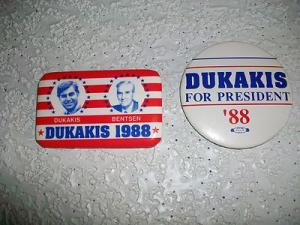 DUKAKIS
BENTSEN
DUKAKIS 1988
DUKAKIS
FOR PRESIDENT
'88